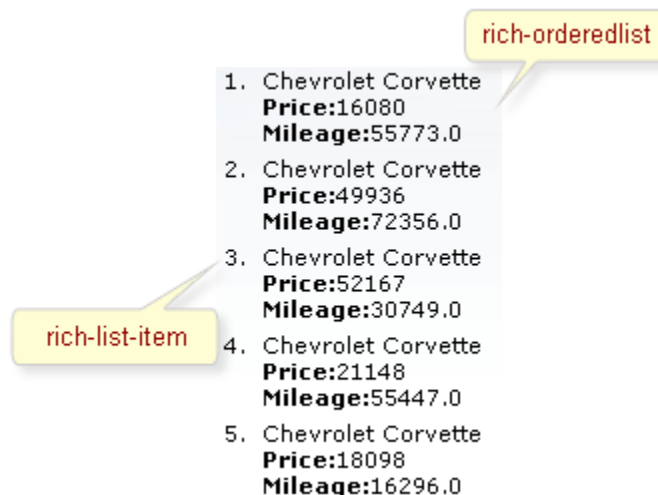 rich-orderedlist
1. Chevrolet Corvette
Price:16080
Mileage:55773.0
2. Chevrolet Corvette
Price:49936
Mileage:72356.0
3. Chevrolet Corvette
Price:52167
Mileage:30749.0
rich-list-item
4. Chevrolet Corvette
Price:21148
Mileage:55447.0
5. Chevrolet Corvette
Price:18098
Mileage:16296.0